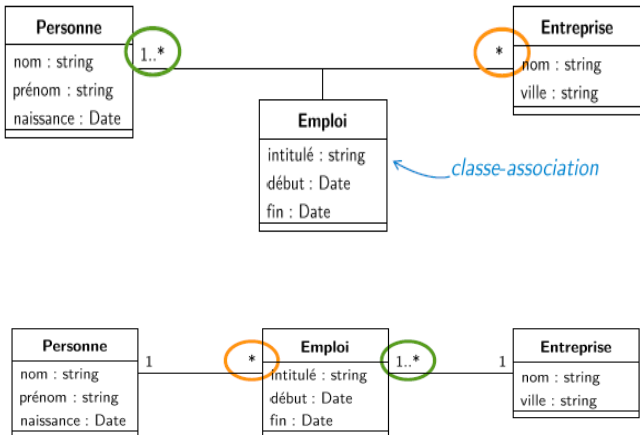 Personne
nom : string
prénom : string
naissance : Date
1..*
*
Entreprise
nom : string
ville : string
Emploi
intitulé : string
début : Date
fin : Date
classe-association
Personne
nom : string
prénom : string
naissance : Date
1
*
Emploi
intitulé : string
début : Date
fin : Date
1..*
1
Entreprise
nom : string
ville : string